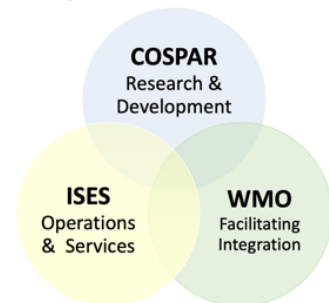 COSPAR
Research &
Development
ISES
Operations
& Services
WMO
Facilitating
Integration